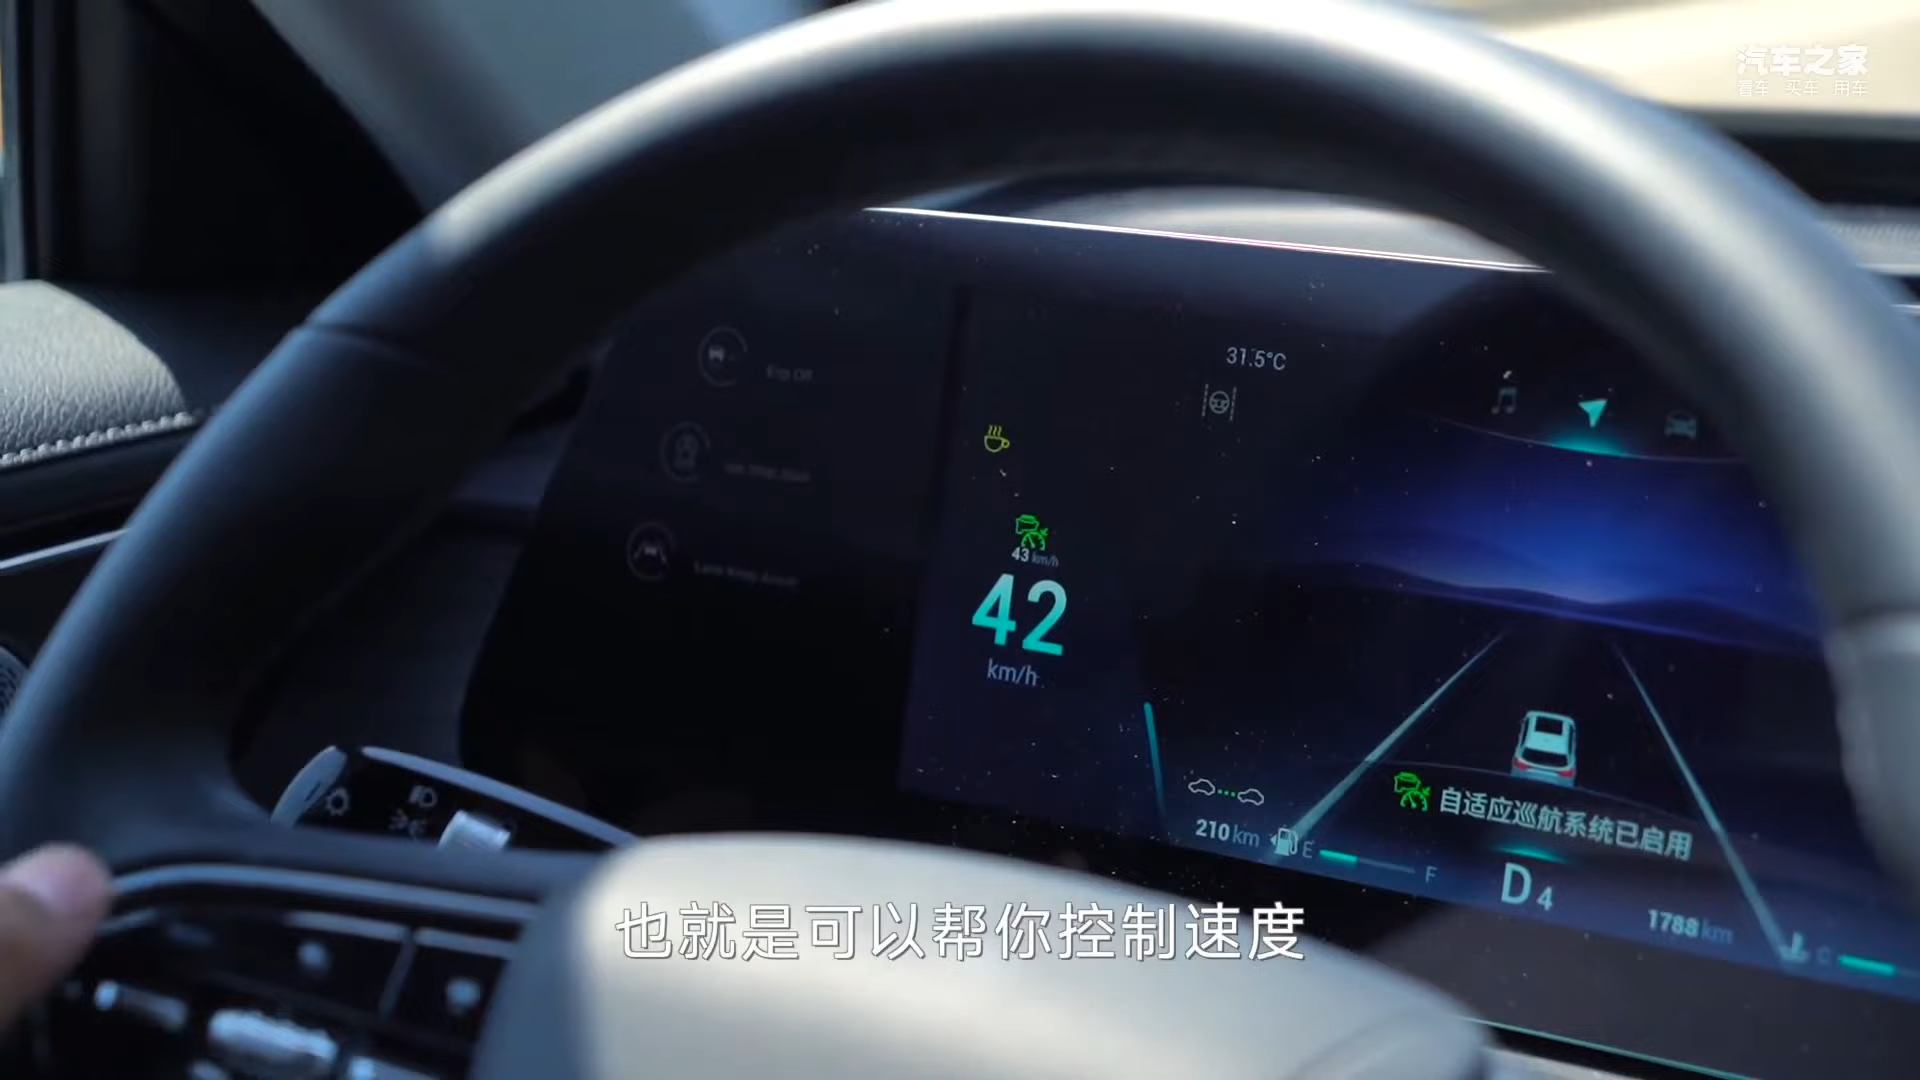 汽车之家
看车 买车 用车
31.5°C
43 km/h
42
km/h
自适应巡航系统已启用
210 km
E
F
D 4
1788 km
C
也就是可以帮你控制速度